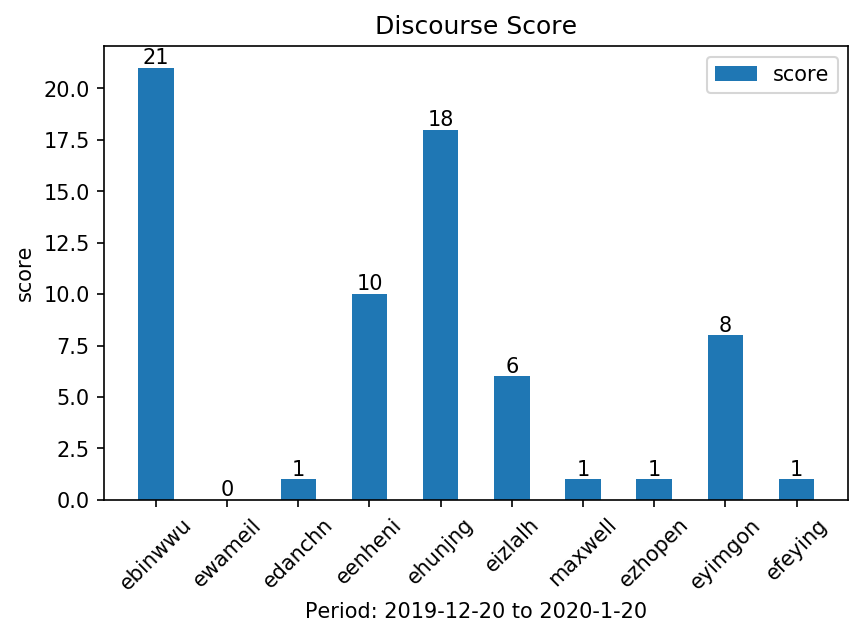 Discourse Score
score
21
0
1
10
18
6
1
1
8
1
20.0
17.5
15.0
12.5
10.0
7.5
5.0
2.5
0.0
score
ebinwwu
ewameil
edanchn
eenheni
ehunjng
eizlalh
maxwell
ezhopen
eyimgon
efeying
Period: 2019-12-20 to 2020-1-20